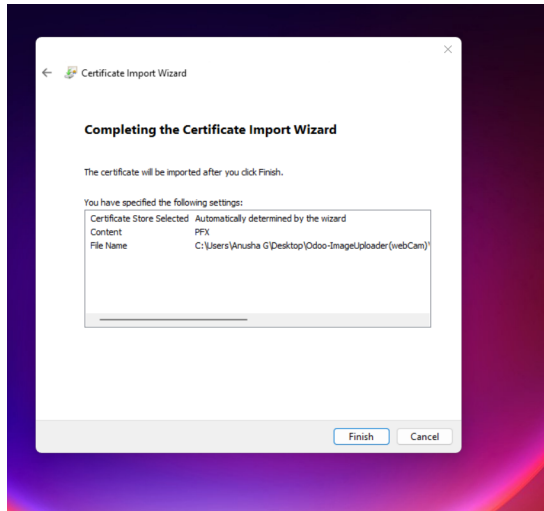 Certificate Import Wizard
Completing the Certificate Import Wizard
The certificate will be imported after you click Finish.
You have specified the following settings:
Certificate Store Selected Automatically determined by the wizard
Content PFX
File Name C:\Users\Anusha G\Desktop\Odoo-ImageUploader(webCam)\
Finish Cancel